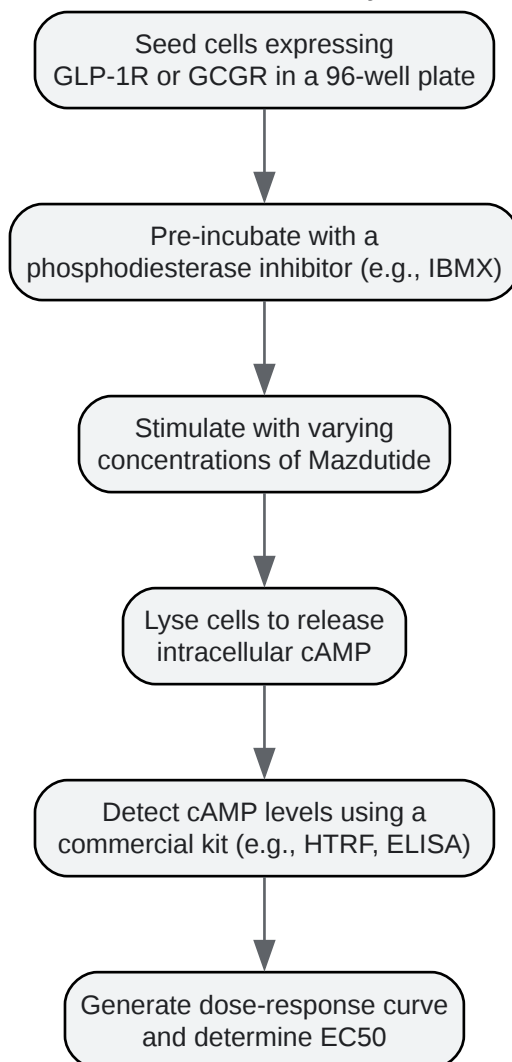 Seed cells expressing
GLP-1R or GCGR in a 96-well plate
Pre-incubate with a
phosphodiesterase inhibitor (e.g., IBMX)
Stimulate with varying
concentrations of Mazdutide
Lyse cells to release
intracellular cAMP
Detect cAMP levels using a
commercial kit (e.g., HTRF, ELISA)
Generate dose-response curve
and determine EC50